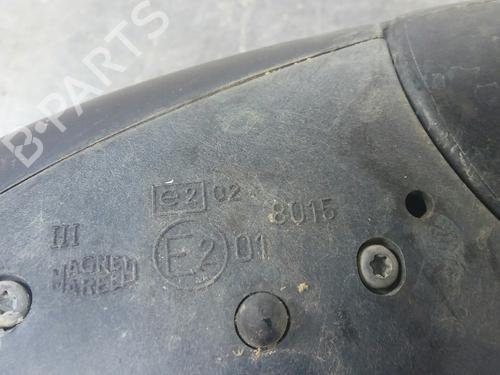 B-PARTS
e2 02
8015
III
E2 01
MAGNETI
MARELLI